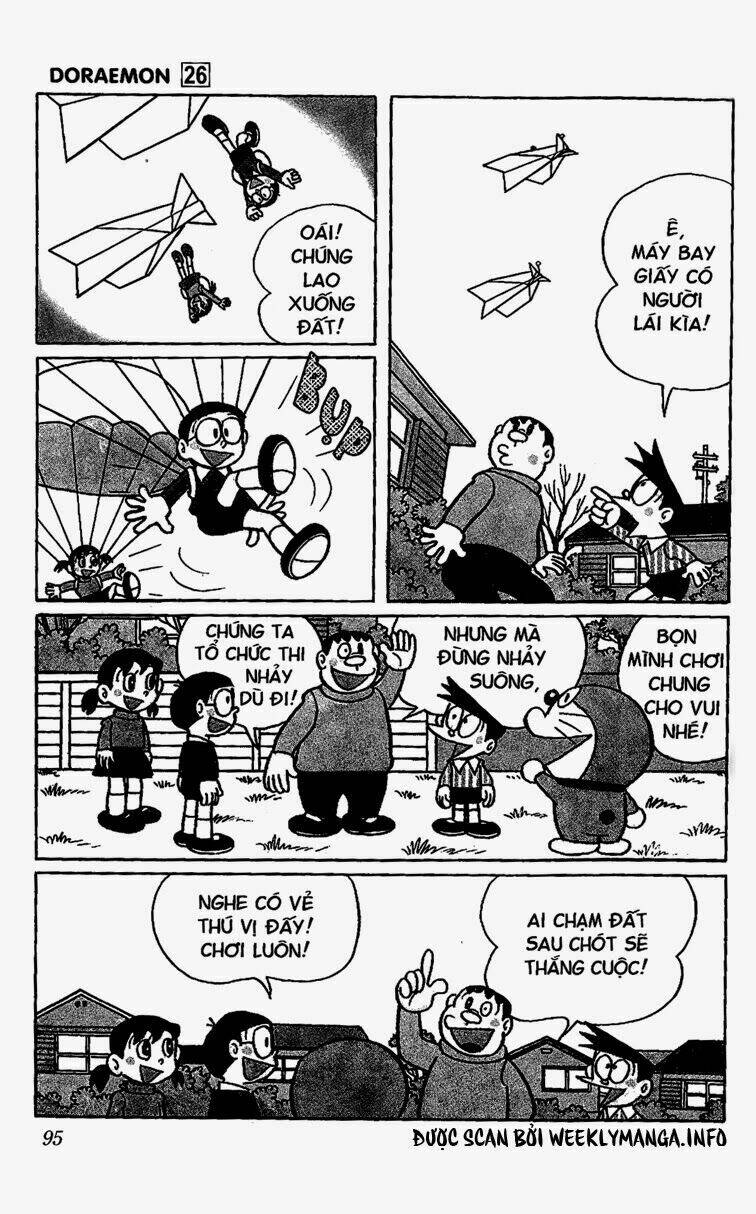 DORAEMON 26
Ê,
MÁY BAY
GIẤY CÓ
NGƯỜI
LÁI KÌA!
OÁI!
CHÚNG
LAO
XUỐNG
ĐẤT!
BỤP
BỌN
MÌNH CHƠI
CHUNG
CHO VUI
NHÉ!
NHƯNG MÀ
ĐỪNG NHẢY
SUÔNG,
CHÚNG TA
TỔ CHỨC THI
NHẢY
DÙ ĐI!
AI CHẠM ĐẤT
SAU CHÓT SẼ
THẮNG CUỘC!
NGHE CÓ VẺ
THÚ VỊ ĐẤY!
CHƠI LUÔN!
95
ĐƯỢC SCAN BỞI WEEKLYMANGA.INFO